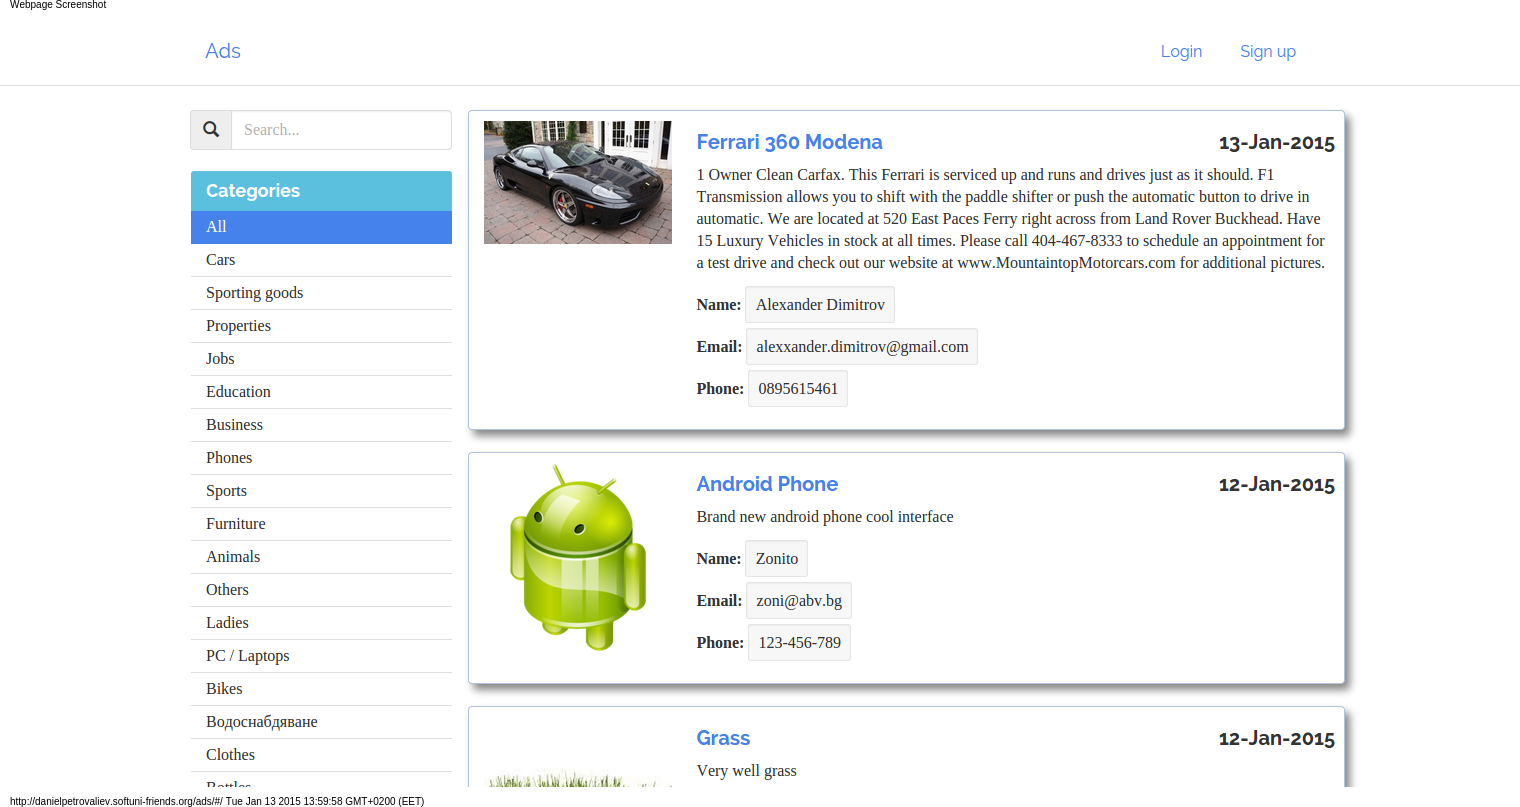 Webpage Screenshot
Ads
Login
Sign up
Search...
Categories
All
Cars
Sporting goods
Properties
Jobs
Education
Business
Phones
Sports
Furniture
Animals
Others
Ladies
PC / Laptops
Bikes
Водоснабдяване
Clothes
Bottles
Ferrari 360 Modena
13-Jan-2015
1 Owner Clean Carfax. This Ferrari is serviced up and runs and drives just as it should. F1
Transmission allows you to shift with the paddle shifter or push the automatic button to drive in
automatic. We are located at 520 East Paces Ferry right across from Land Rover Buckhead. Have
15 Luxury Vehicles in stock at all times. Please call 404-467-8333 to schedule an appointment for
a test drive and check out our website at www.MountaintopMotorcars.com for additional pictures.
Name: Alexander Dimitrov
Email: alexxander.dimitrov@gmail.com
Phone: 0895615461
Android Phone
12-Jan-2015
Brand new android phone cool interface
Name: Zonito
Email: zoni@abv.bg
Phone: 123-456-789
Grass
12-Jan-2015
Very well grass
http://danielpetrovaliev.softuni-friends.org/ads/#/ Tue Jan 13 2015 13:59:58 GMT+0200 (EET)